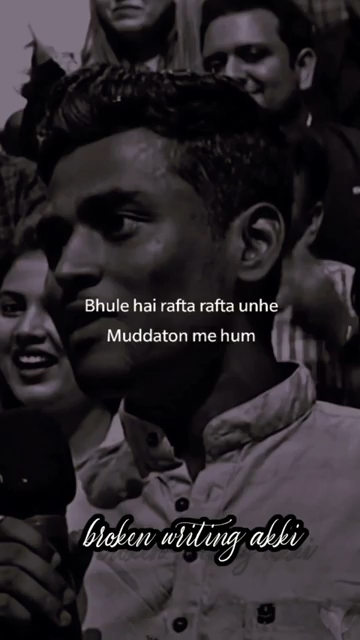 Bhule hai rafta rafta unhe
Muddaton me hum
broken writing akki